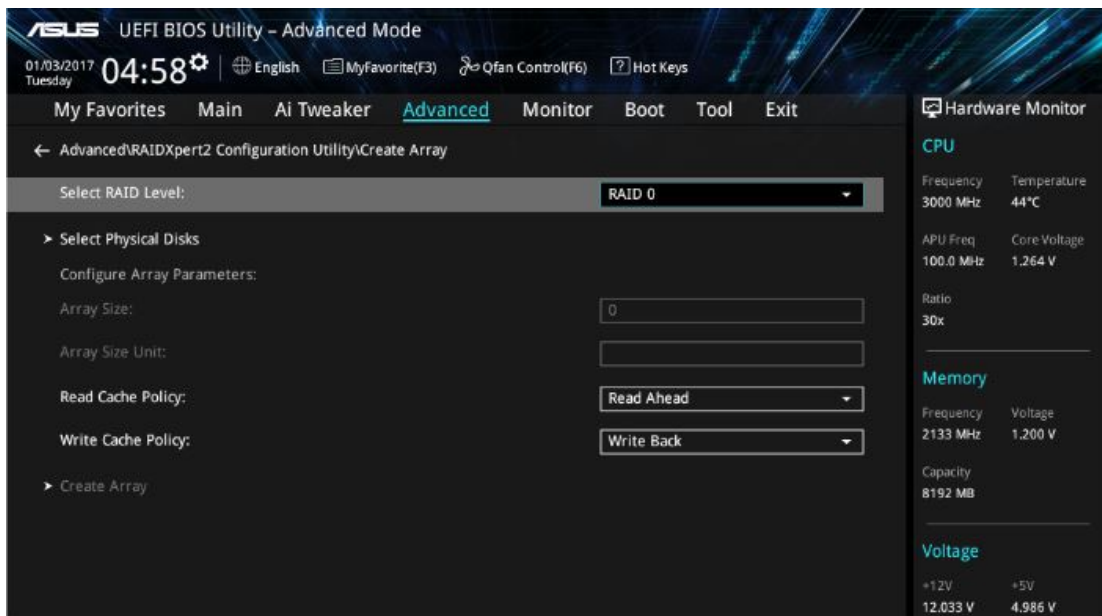 ASUS UEFI BIOS Utility – Advanced Mode
01/03/2017 Tuesday 04:58 English MyFavorite(F3) Qfan Control(F6) ? Hot Keys
My Favorites Main Ai Tweaker Advanced Monitor Boot Tool Exit
← Advanced\RAIDXpert2 Configuration Utility\Create Array
Select RAID Level: RAID 0
> Select Physical Disks
Configure Array Parameters:
Array Size: 0
Array Size Unit:
Read Cache Policy: Read Ahead
Write Cache Policy: Write Back
> Create Array
Hardware Monitor
CPU
Frequency Temperature
3000 MHz 44°C
APU Freq Core Voltage
100.0 MHz 1.264 V
Ratio
30x
Memory
Frequency Voltage
2133 MHz 1.200 V
Capacity
8192 MB
Voltage
+12V +5V
12.033 V 4.986 V